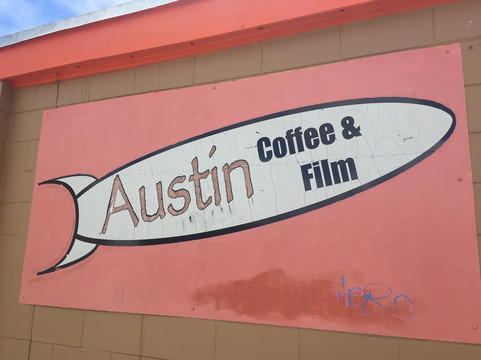 Austin
Coffee &
Film